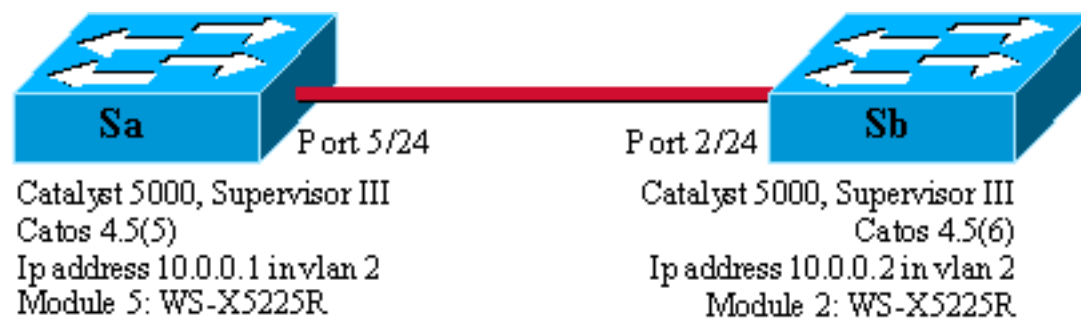 Sa
Sb
Port 5/24
Port 2/24
Catalyst 5000, Supervisor III
Catos 4.5(5)
Ip address 10.0.0.1 in vlan 2
Module 5: WS-X5225R
Catalyst 5000, Supervisor III
Catos 4.5(6)
Ip address 10.0.0.2 in vlan 2
Module 2: WS-X5225R